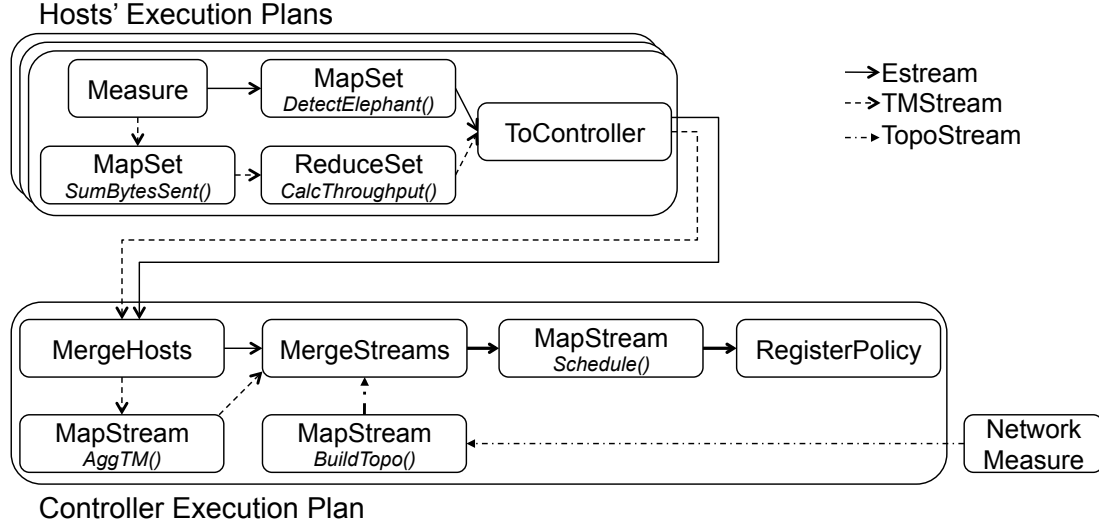 Hosts' Execution Plans
Measure
MapSet
DetectElephant()
ToController
MapSet
SumBytesSent()
ReduceSet
CalcThroughput()
Estream
TMStream
TopoStream
MergeHosts
MergeStreams
MapStream
Schedule()
RegisterPolicy
MapStream
AggTM()
MapStream
BuildTopo()
Network
Measure
Controller Execution Plan